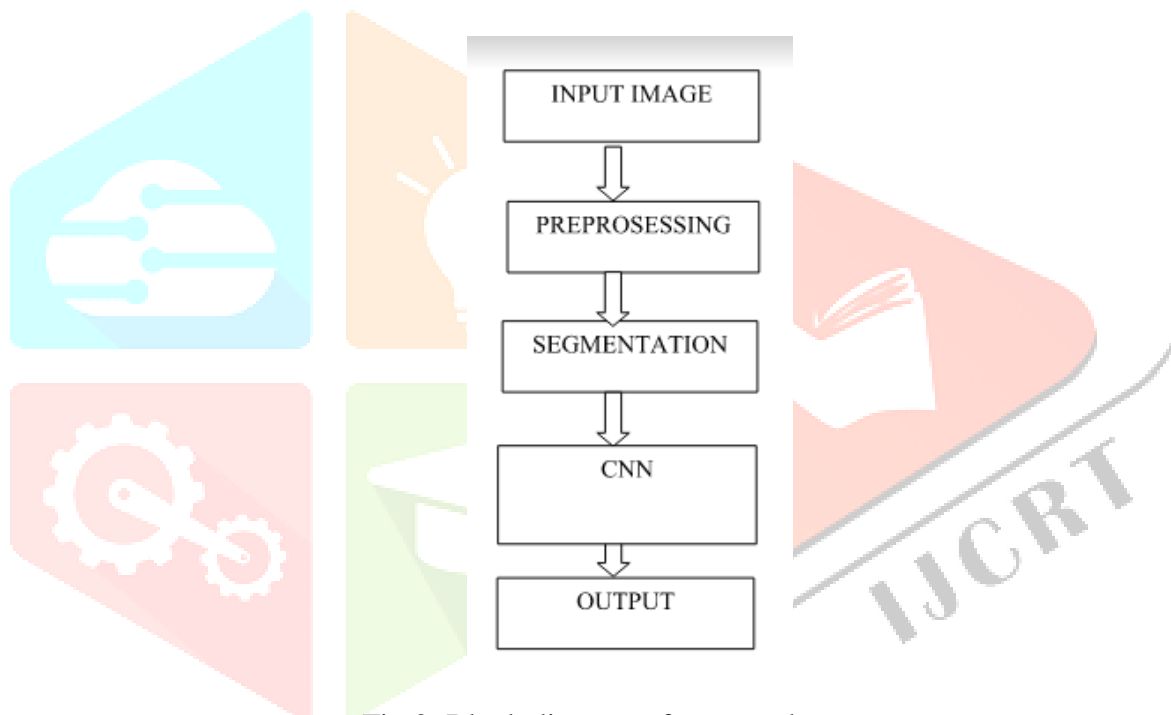 INPUT IMAGE
PREPROSESSING
SEGMENTATION
CNN
OUTPUT
IJCRT